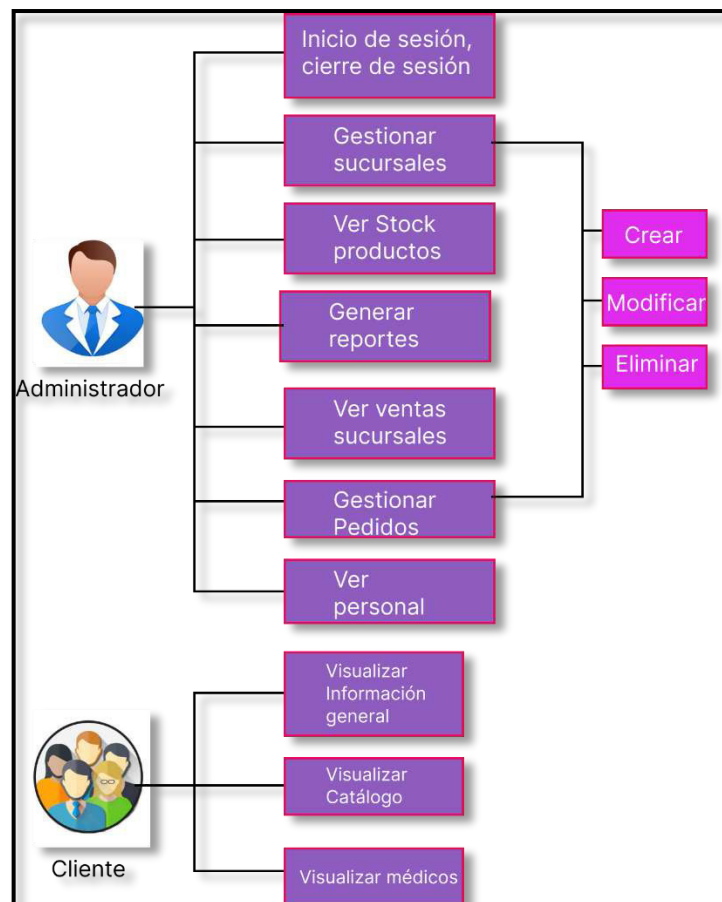 Inicio de sesión,
cierre de sesión
Gestionar
sucursales
Ver Stock
productos
Crear
Modificar
Generar
reportes
Eliminar
Administrador
Ver ventas
sucursales
Gestionar
Pedidos
Ver
personal
Visualizar
Información
general
Visualizar
Catálogo
Cliente
Visualizar médicos